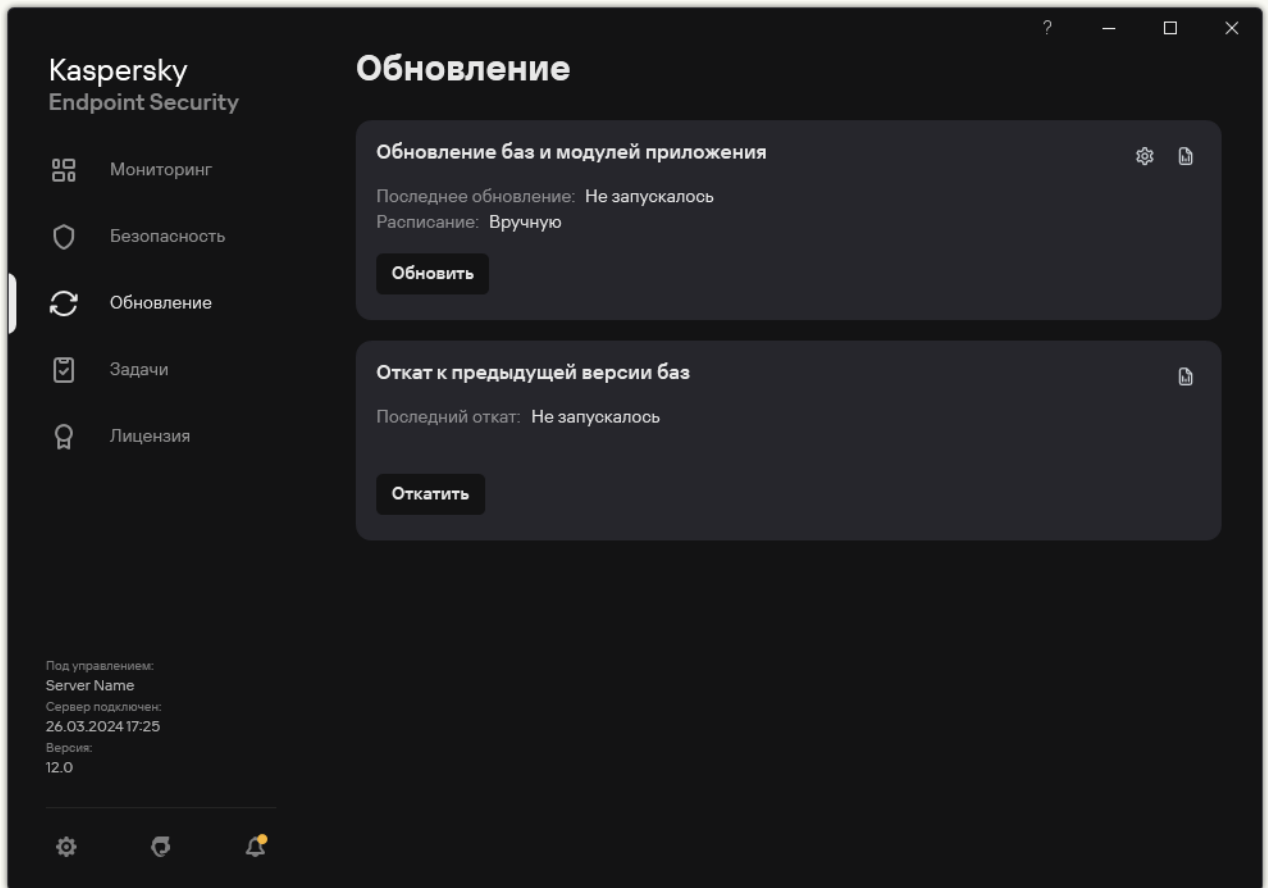 ?
Kaspersky
Endpoint Security
Мониторинг
Безопасность
Обновление
Задачи
Лицензия
Под управлением:
Server Name
Сервер подключен:
26.03.2024 17:25
Версия:
12.0
Обновление
Обновление баз и модулей приложения
Последнее обновление: Не запускалось
Расписание: Вручную
Обновить
Откат к предыдущей версии баз
Последний откат: Не запускалось
Откатить